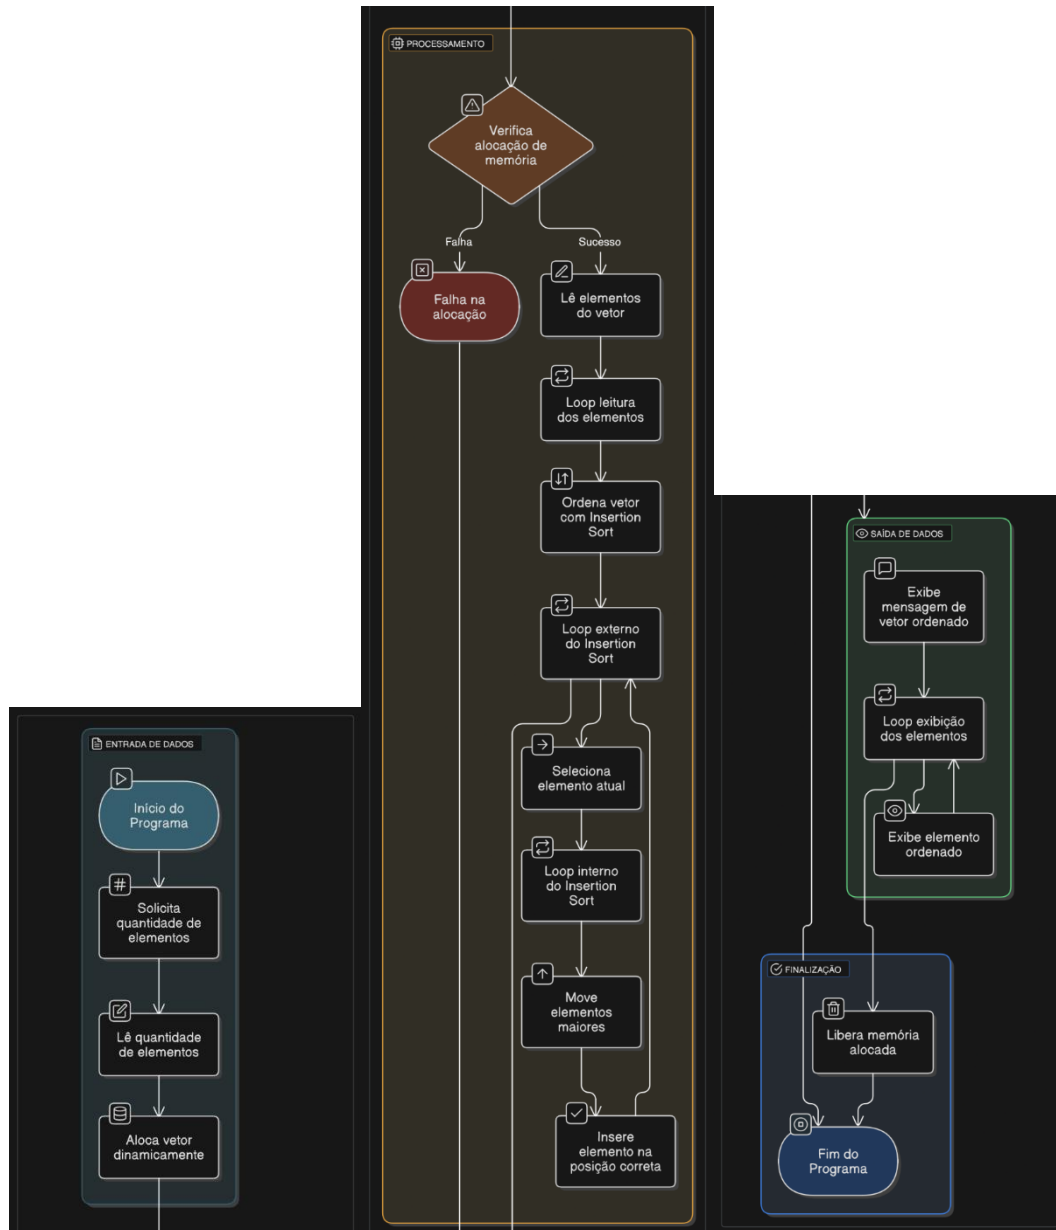 ENTRADA DE DADOS
Início do
Programa
Solicita
quantidade de
elementos
Lê quantidade
de elementos
Aloca vetor
dinamicamente
PROCESSAMENTO
Verifica
alocação de
memória
Falha
Sucesso
Falha na
alocação
Lê elementos
do vetor
Loop leitura
dos elementos
Ordena vetor
com Insertion
Sort
Loop externo
do Insertion
Sort
Seleciona
elemento atual
Loop interno
do Insertion
Sort
Move
elementos
maiores
Insere
elemento na
posição correta
SAÍDA DE DADOS
Exibe
mensagem de
vetor ordenado
Loop exibição
dos elementos
Exibe elemento
ordenado
FINALIZAÇÃO
Libera memória
alocada
Fim do
Programa